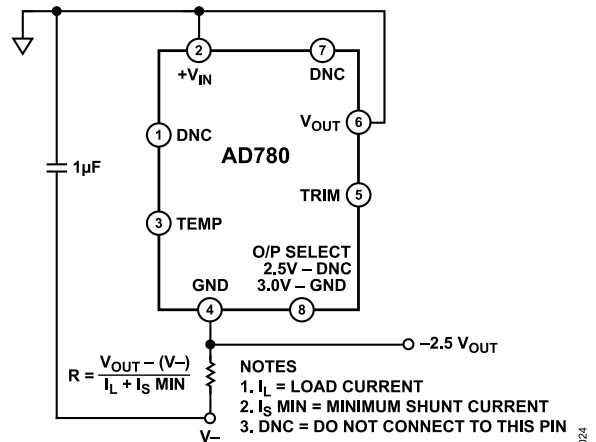 2
7
+VIN
DNC
VOUT
6
1
DNC
AD780
1µF
TRIM
5
3
TEMP
O/P SELECT
2.5V – DNC
3.0V – GND
GND
4
8
–2.5 VOUT
R = VOUT – (V–)
IL + IS MIN
NOTES
1. IL = LOAD CURRENT
2. IS MIN = MINIMUM SHUNT CURRENT
3. DNC = DO NOT CONNECT TO THIS PIN
V–
024